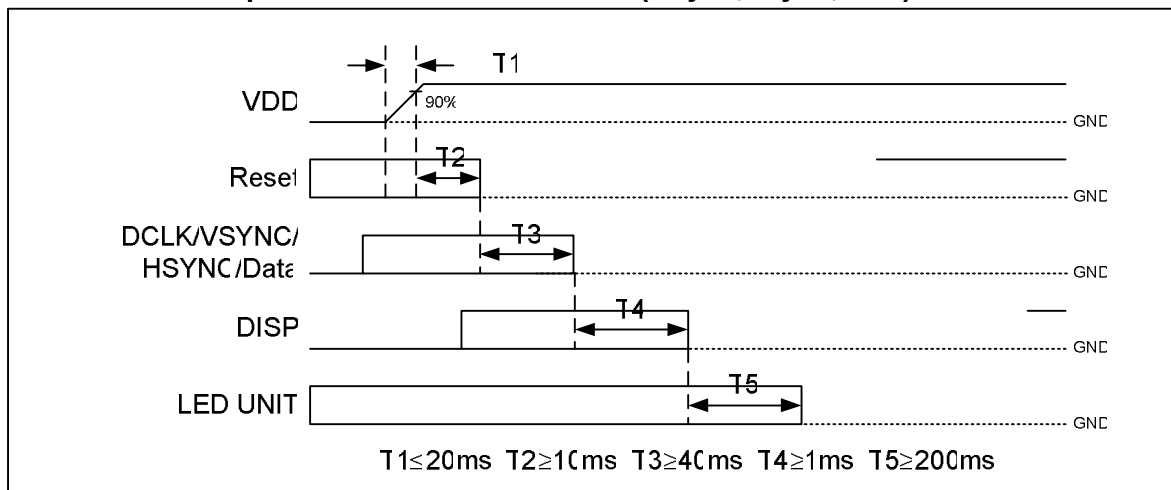 T1
VDD
90%
GND
T2
Reset
GND
DCLK/VSYNC/
HSYNC/Data
T3
GND
T4
DISP
GND
T5
LED UNIT
GND
T1≤20ms T2≥10ms T3≥40ms T4≥1ms T5≥200ms